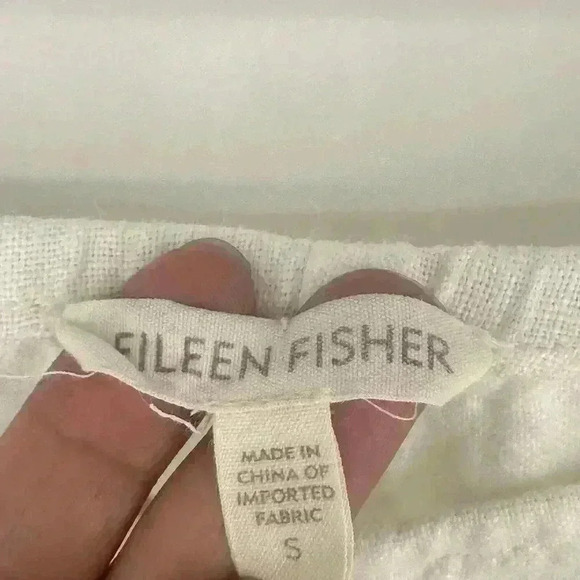 EILEEN FISHER
MADE IN
CHINA OF
IMPORTED
FABRIC
S